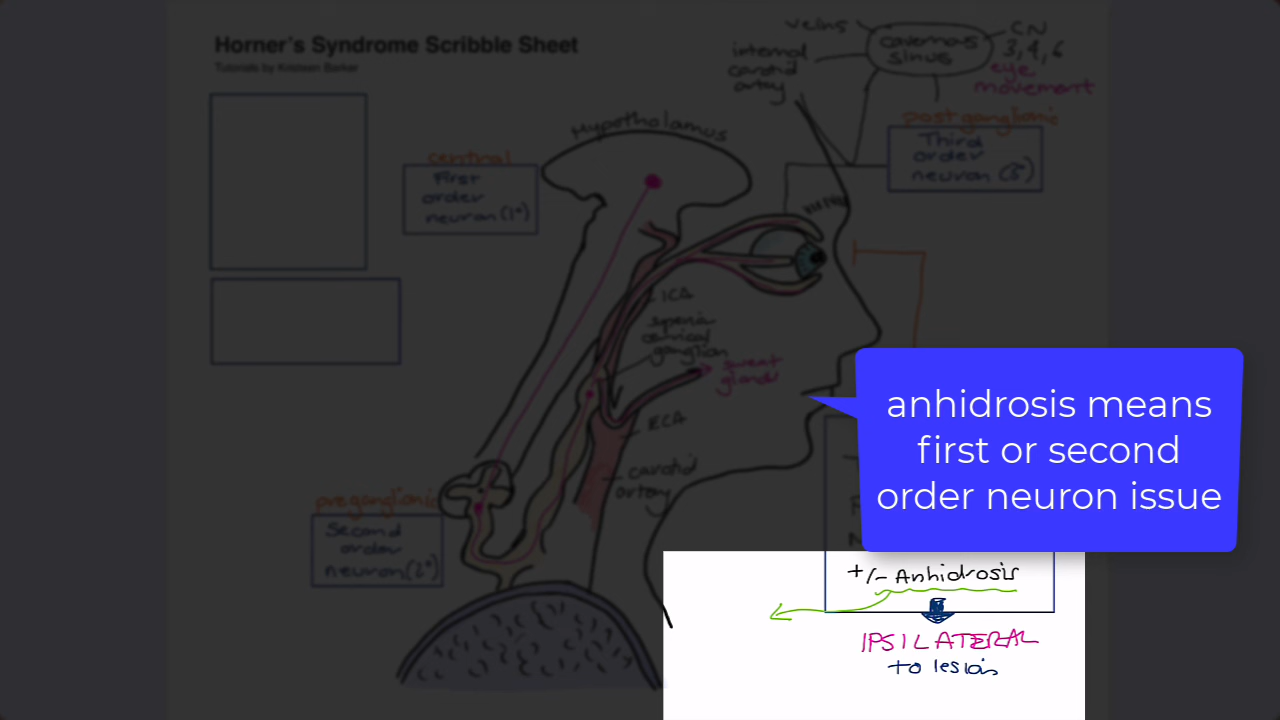 Horner's Syndrome Scribble Sheet
Tutorials by Kristeen Barker
veins
internal
carotid
artery
cavernous
sinus
CN
3, 4, 6
eye
movement
postganglionic
Third
order
neuron (3°)
Hypothalamus
central
First
order
neuron (1°)
ICA
superior
cervical
ganglion
sweat
glands
ECA
carotid
artery
preganglionic
Second
order
neuron (2°)
anhidrosis means
first or second
order neuron issue
+/- Anhidrosis
IPSILATERAL
to lesion